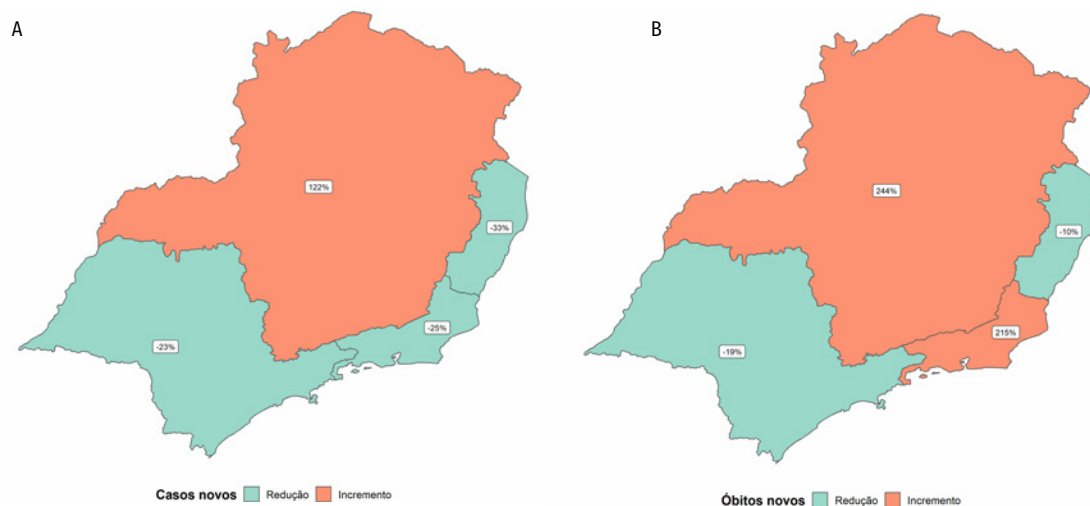 A
122%
-33%
-25%
-23%
Casos novos Redução Incremento
B
244%
-10%
215%
-19%
Óbitos novos Redução Incremento